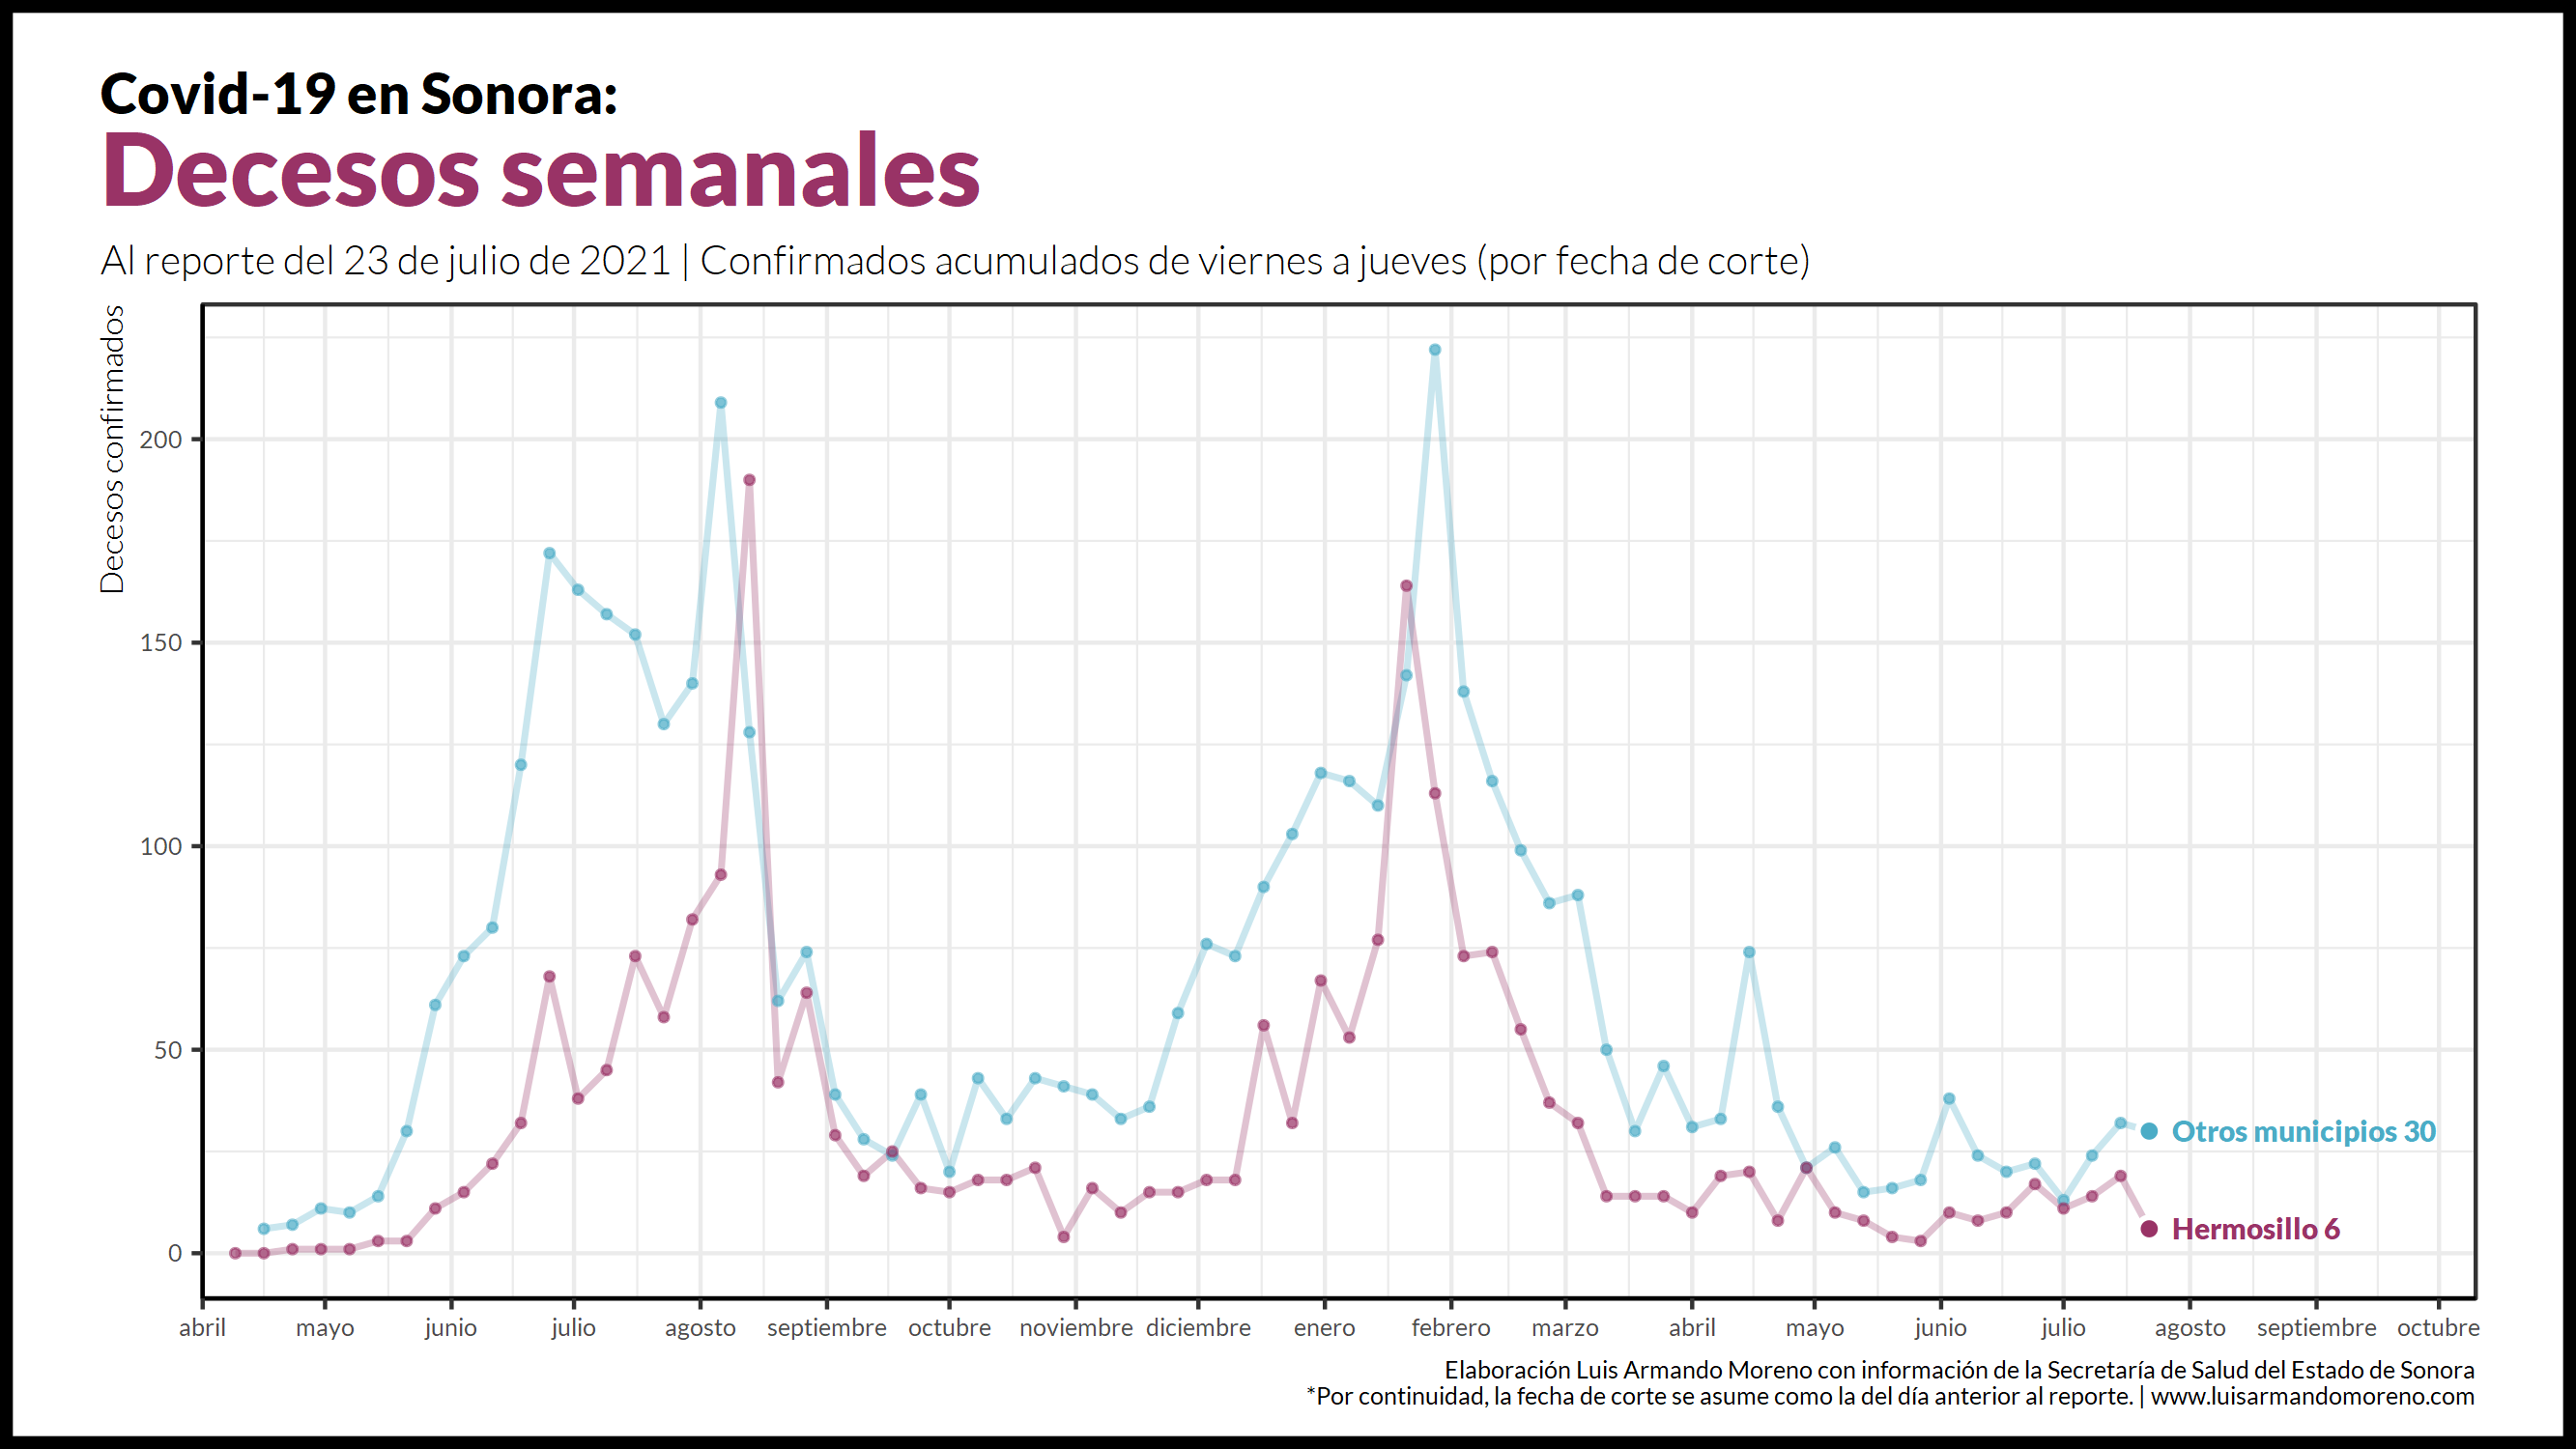 Covid-19 en Sonora:
Decesos semanales
Al reporte del 23 de julio de 2021 | Confirmados acumulados de viernes a jueves (por fecha de corte)
Decesos confirmados
200
150
100
50
0
Otros municipios 30
Hermosillo 6
abril mayo junio julio agosto septiembre octubre noviembre diciembre enero febrero marzo abril mayo junio julio agosto septiembre octubre
Elaboración Luis Armando Moreno con información de la Secretaría de Salud del Estado de Sonora
*Por continuidad, la fecha de corte se asume como la del día anterior al reporte. | www.luisarmandomoreno.com